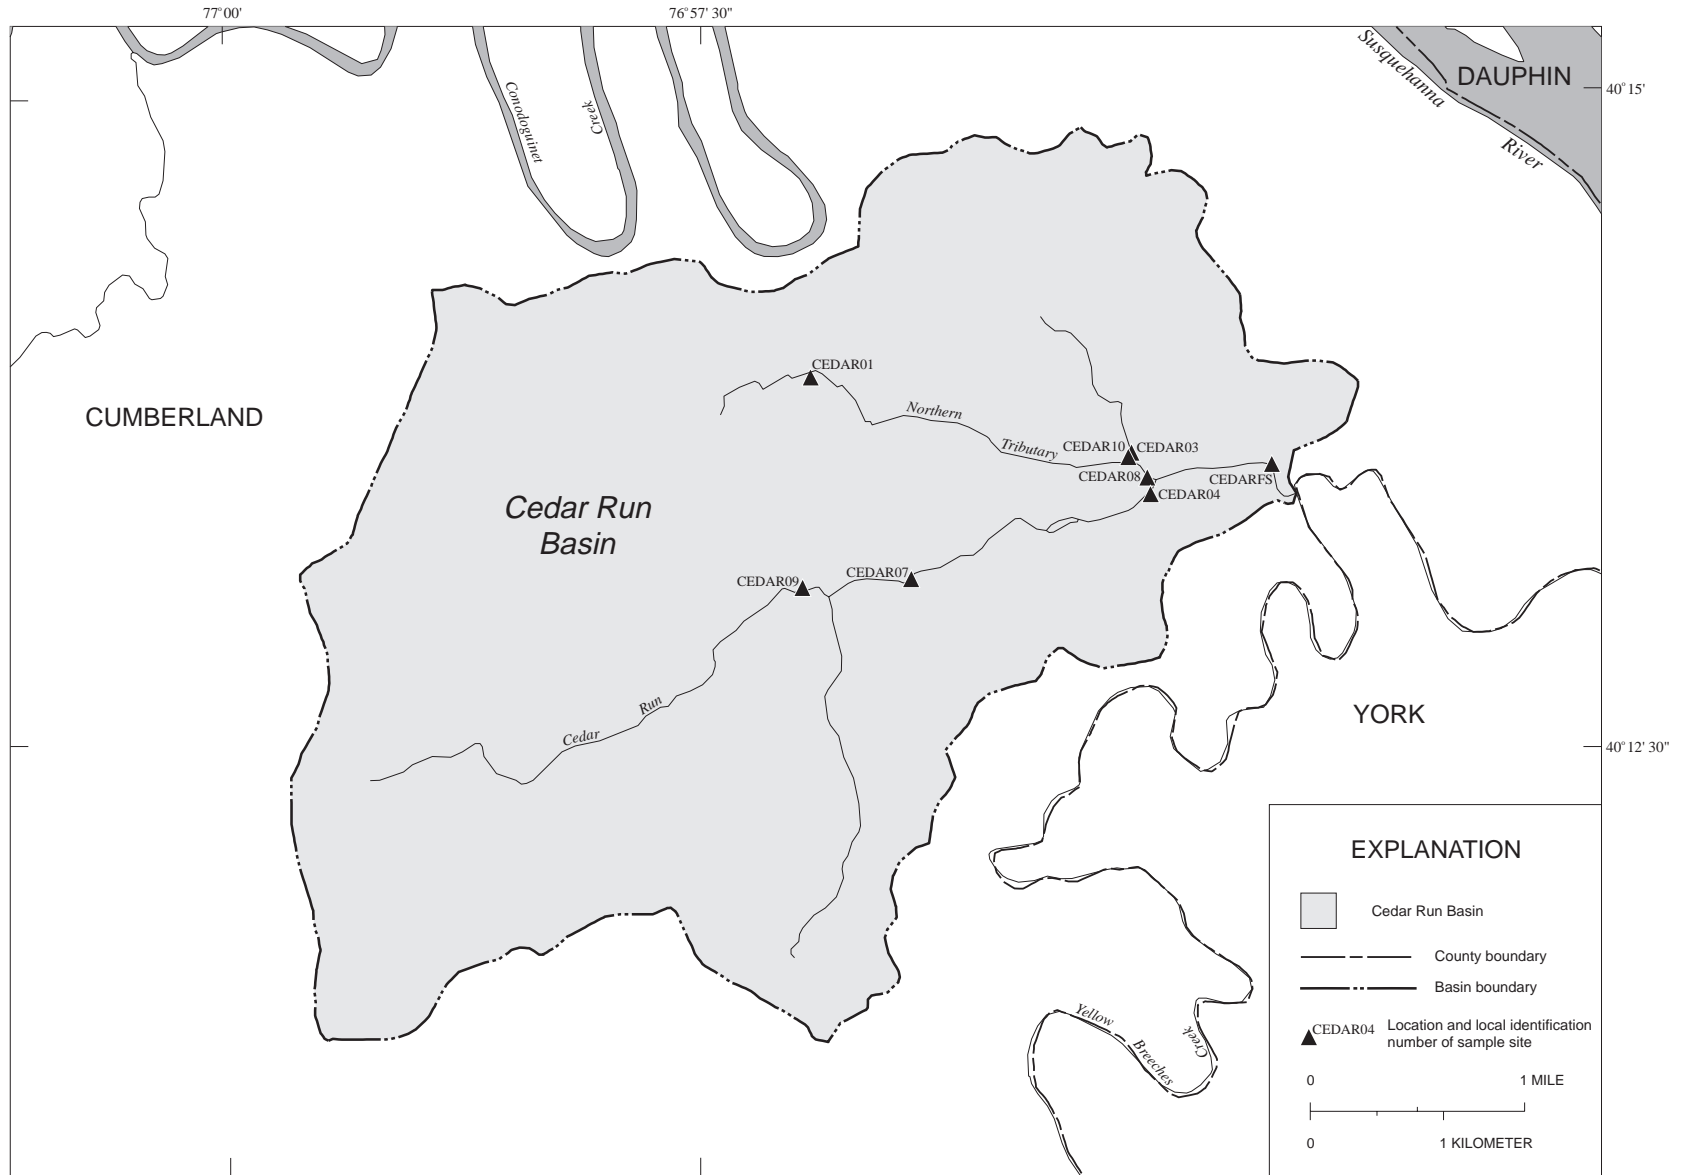 77°00'
76°57'30"
Susquehanna
River
DAUPHIN
40°15'
Conodoguinet
Creek
CUMBERLAND
CEDAR01
Northern
Tributary
CEDAR10
CEDAR03
CEDAR08
CEDARFS
CEDAR04
Cedar Run
Basin
CEDAR09
CEDAR07
Cedar
Run
YORK
40°12'30"
Yellow
Breeches
Creek
EXPLANATION
Cedar Run Basin
County boundary
Basin boundary
CEDAR04
Location and local identification
number of sample site
0
1 MILE
0
1 KILOMETER